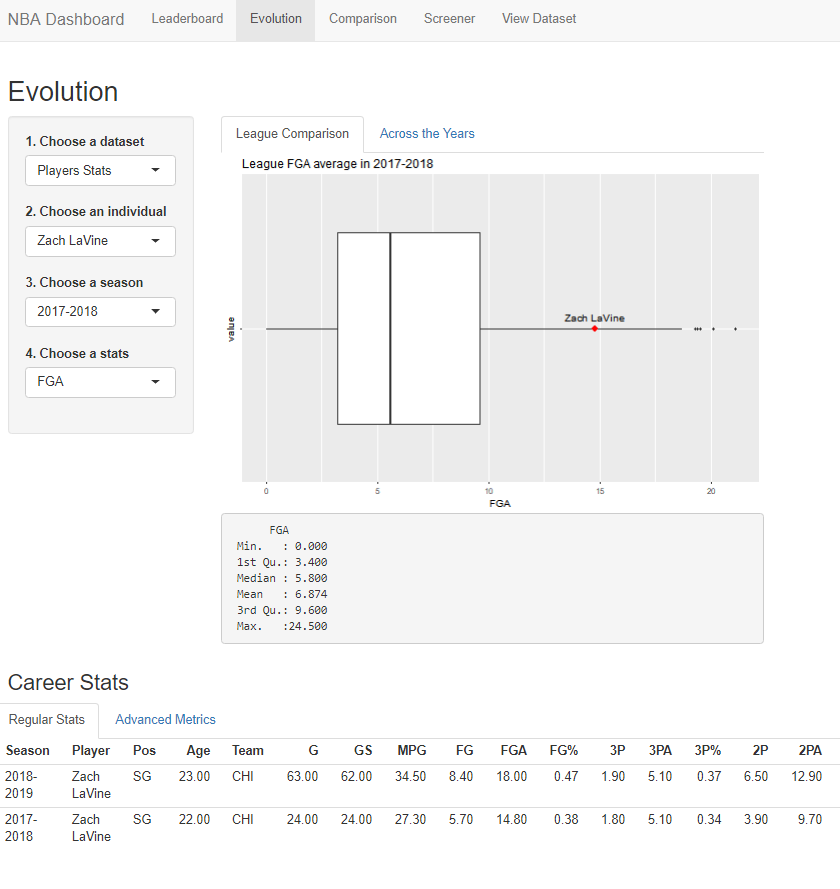 NBA Dashboard Leaderboard Evolution Comparison Screener View Dataset
Evolution
1. Choose a dataset
Players Stats
2. Choose an individual
Zach LaVine
3. Choose a season
2017-2018
4. Choose a stats
FGA
League Comparison Across the Years
League FGA average in 2017-2018
Zach LaVine
value
0 5 10 15 20
FGA
FGA
Min. : 0.000
1st Qu.: 3.400
Median : 5.800
Mean : 6.874
3rd Qu.: 9.600
Max. :24.500
Career Stats
Regular Stats Advanced Metrics
Season Player Pos Age Team G GS MPG FG FGA FG% 3P 3PA 3P% 2P 2PA
2018- Zach SG 23.00 CHI 63.00 62.00 34.50 8.40 18.00 0.47 1.90 5.10 0.37 6.50 12.90
2019 LaVine
2017- Zach SG 22.00 CHI 24.00 24.00 27.30 5.70 14.80 0.38 1.80 5.10 0.34 3.90 9.70
2018 LaVine